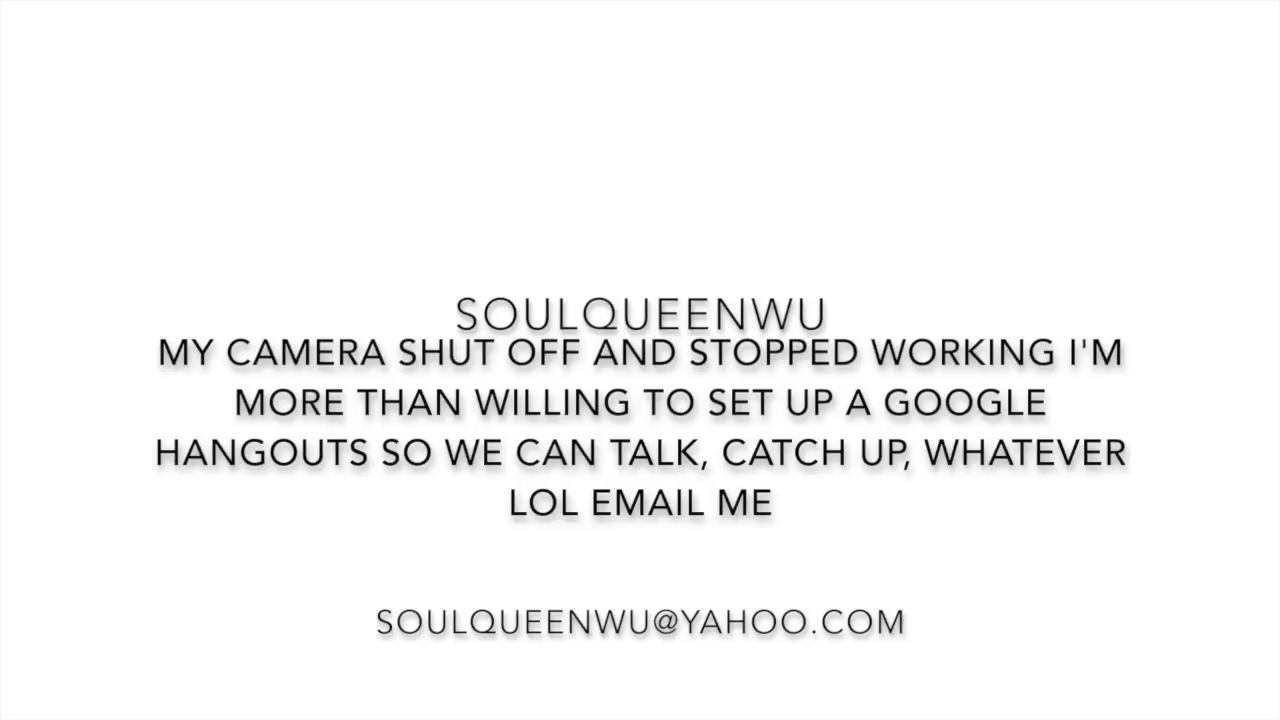 SOULQUEENWU
MY CAMERA SHUT OFF AND STOPPED WORKING I'M
MORE THAN WILLING TO SET UP A GOOGLE
HANGOUTS SO WE CAN TALK, CATCH UP, WHATEVER
LOL EMAIL ME
SOULQUEENWU@YAHOO.COM